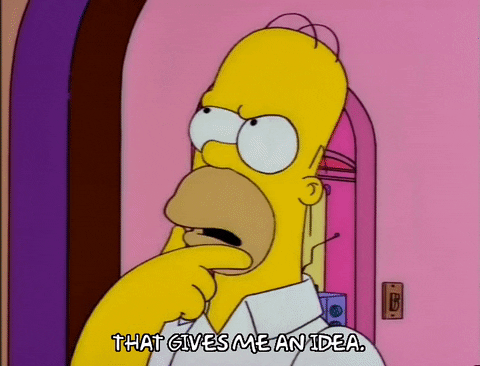 THAT GIVES ME AN IDEA.